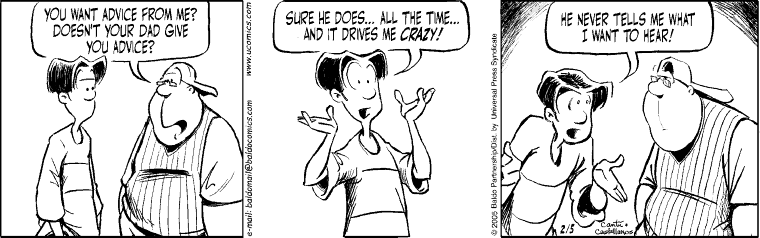 YOU WANT ADVICE FROM ME?
DOESN'T YOUR DAD GIVE
YOU ADVICE?
e-mail: baldomail@baldocomics.com
www.ucomics.com
SURE HE DOES... ALL THE TIME...
AND IT DRIVES ME CRAZY!
© 2005 Baldo Partnership/Dist. by Universal Press Syndicate
HE NEVER TELLS ME WHAT
I WANT TO HEAR!
2/5
Cantú &
Castellanos